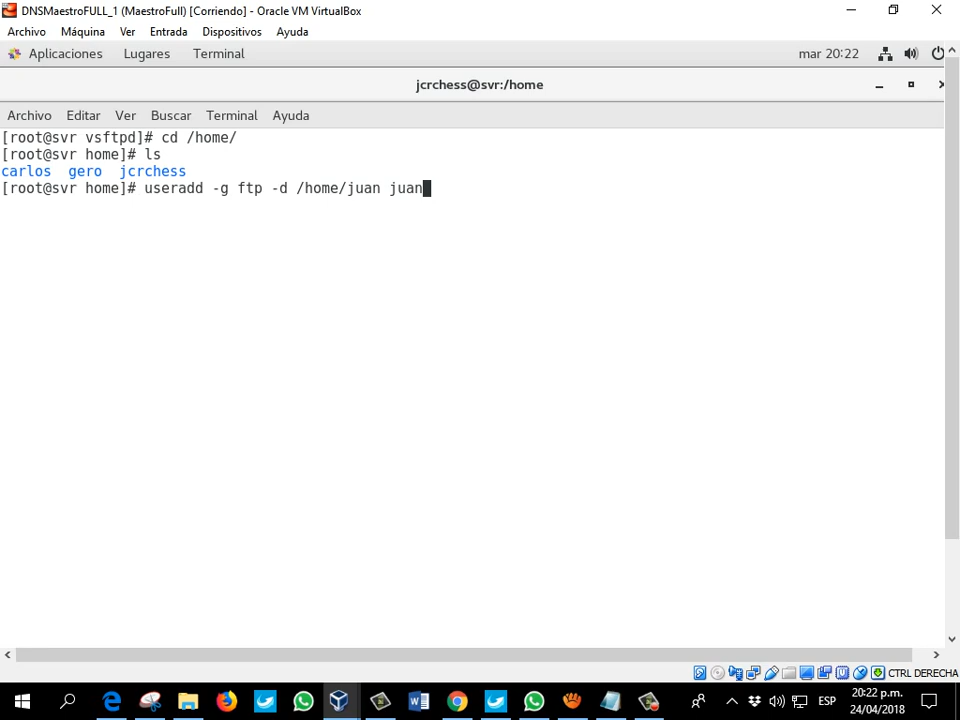 DNSMaestroFULL_1 (MaestroFull) [Corriendo] - Oracle VM VirtualBox
Archivo Máquina Ver Entrada Dispositivos Ayuda
Aplicaciones Lugares Terminal mar 20:22
jcrchess@svr:/home
Archivo Editar Ver Buscar Terminal Ayuda
[root@svr vsftpd]# cd /home/
[root@svr home]# ls
carlos gero jcrchess
[root@svr home]# useradd -g ftp -d /home/juan juan
CTRL DERECHA
ESP
20:22 p.m.
24/04/2018